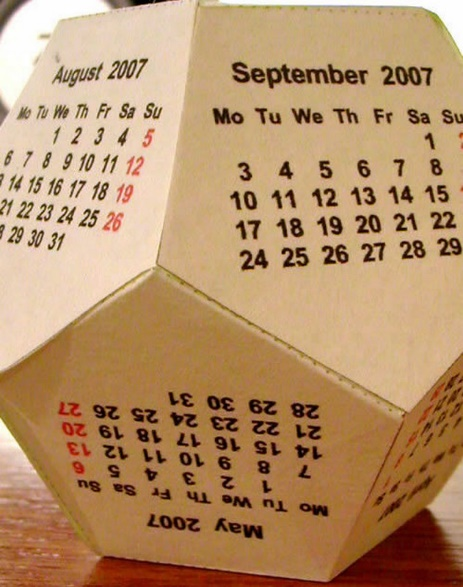 August 2007
Mo Tu We Th Fr Sa Su
1 2 3 4 5
6 7 8 9 10 11 12
14 15 16 17 18 19
21 22 23 24 25 26
29 30 31
September 2007
Mo Tu We Th Fr Sa Su
1
3 4 5 6 7 8
10 11 12 13 14 15
17 18 19 20 21 22
24 25 26 27 28 29
May 2007
Mo Tu We Th Fr Sa Su
1 2 3 4 5 6
7 8 9 10 11 12 13
14 15 16 17 18 19 20
21 22 23 24 25 26 27
28 29 30 31